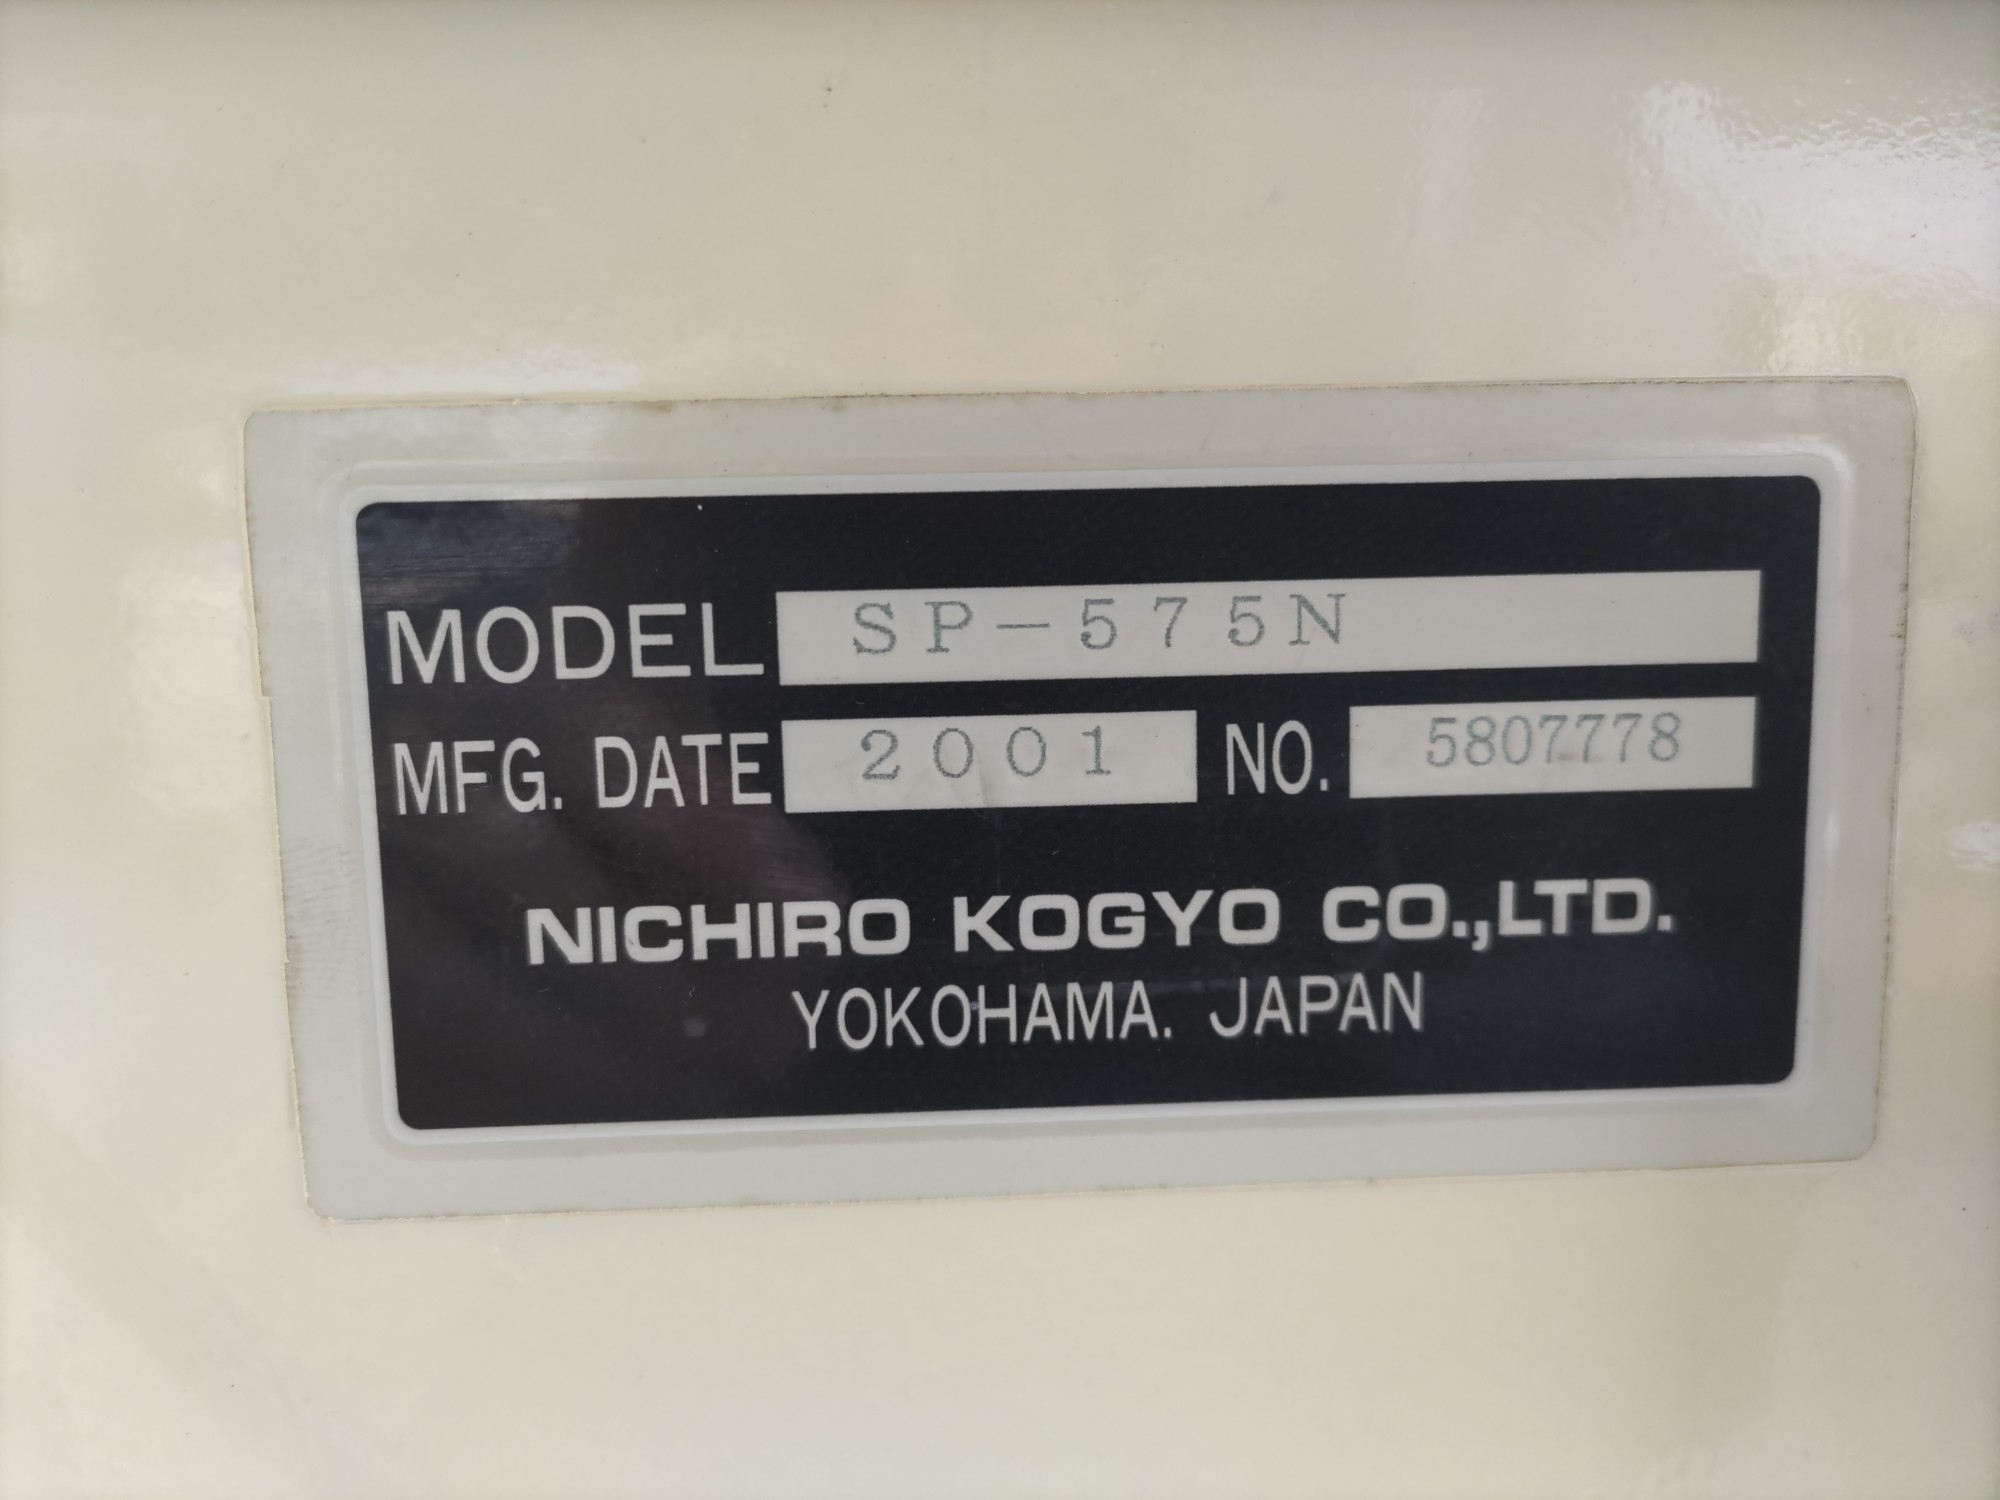 MODEL SP-575N
MFG. DATE 2001 NO. 5807778
NICHIRO KOGYO CO.,LTD.
YOKOHAMA. JAPAN